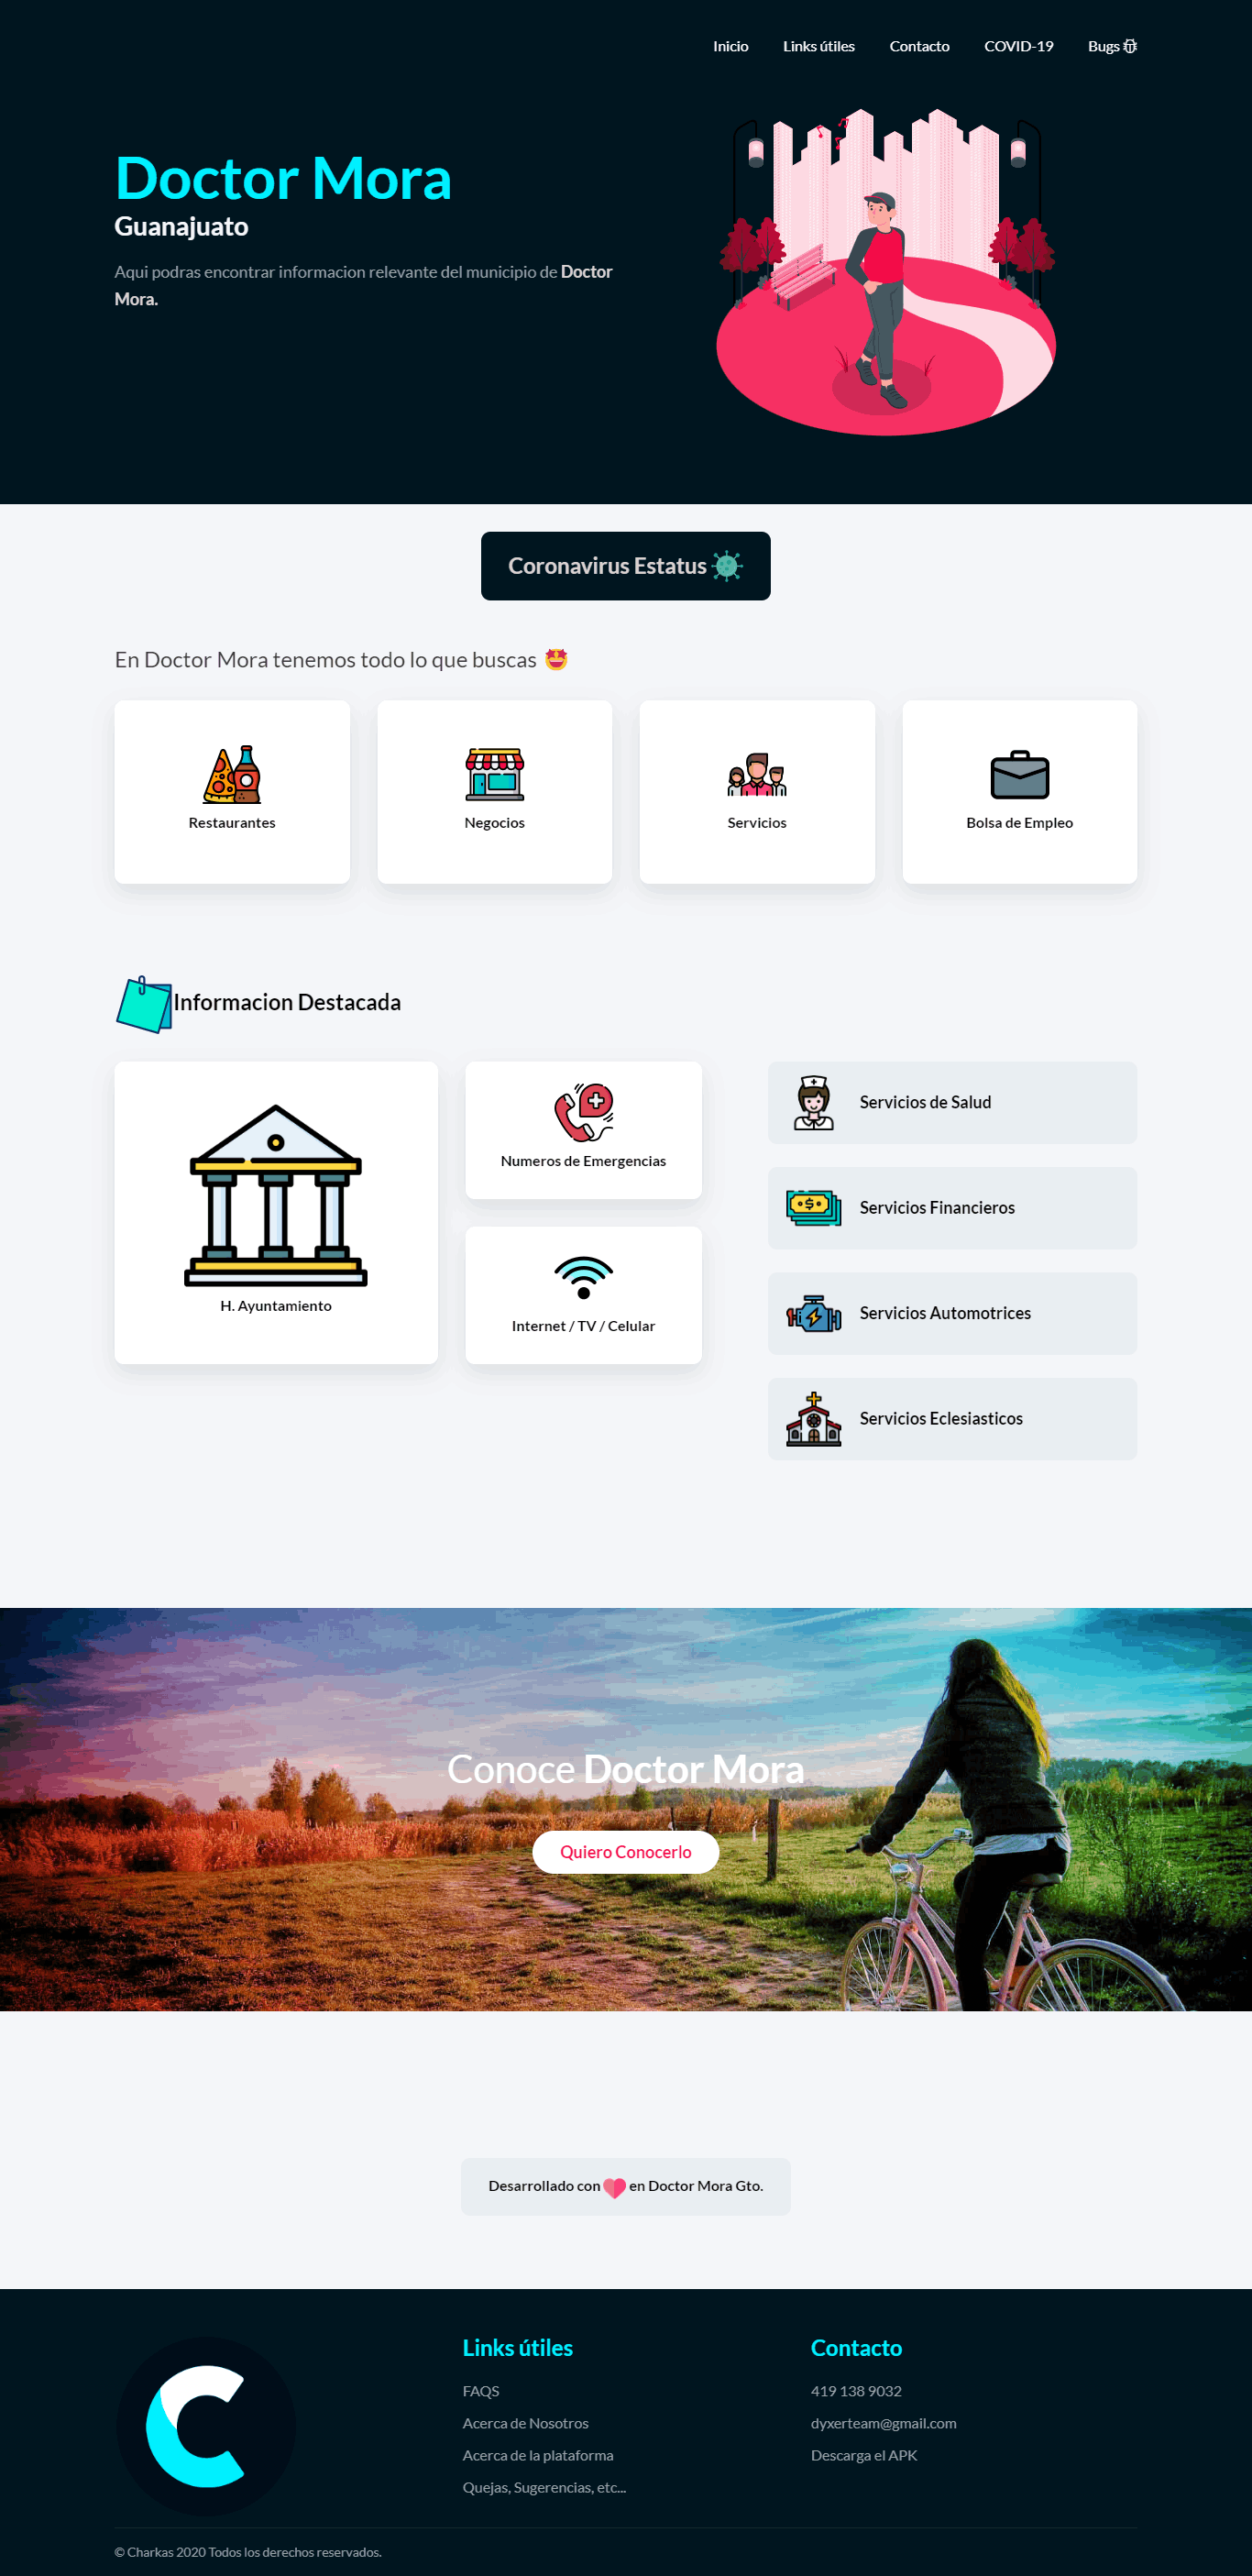 Inicio
Links útiles
Contacto
COVID-19
Bugs
Doctor Mora
Guanajuato
Aqui podras encontrar informacion relevante del municipio de Doctor
Mora.
Coronavirus Estatus
En Doctor Mora tenemos todo lo que buscas
Restaurantes
Negocios
Servicios
Bolsa de Empleo
Informacion Destacada
H. Ayuntamiento
Numeros de Emergencias
Internet / TV / Celular
Servicios de Salud
Servicios Financieros
Servicios Automotrices
Servicios Eclesiasticos
Conoce Doctor Mora
Quiero Conocerlo
Desarrollado con en Doctor Mora Gto.
Links útiles
FAQS
Acerca de Nosotros
Acerca de la plataforma
Quejas, Sugerencias, etc...
Contacto
419 138 9032
dyxerteam@gmail.com
Descarga el APK
© Charkas 2020 Todos los derechos reservados.